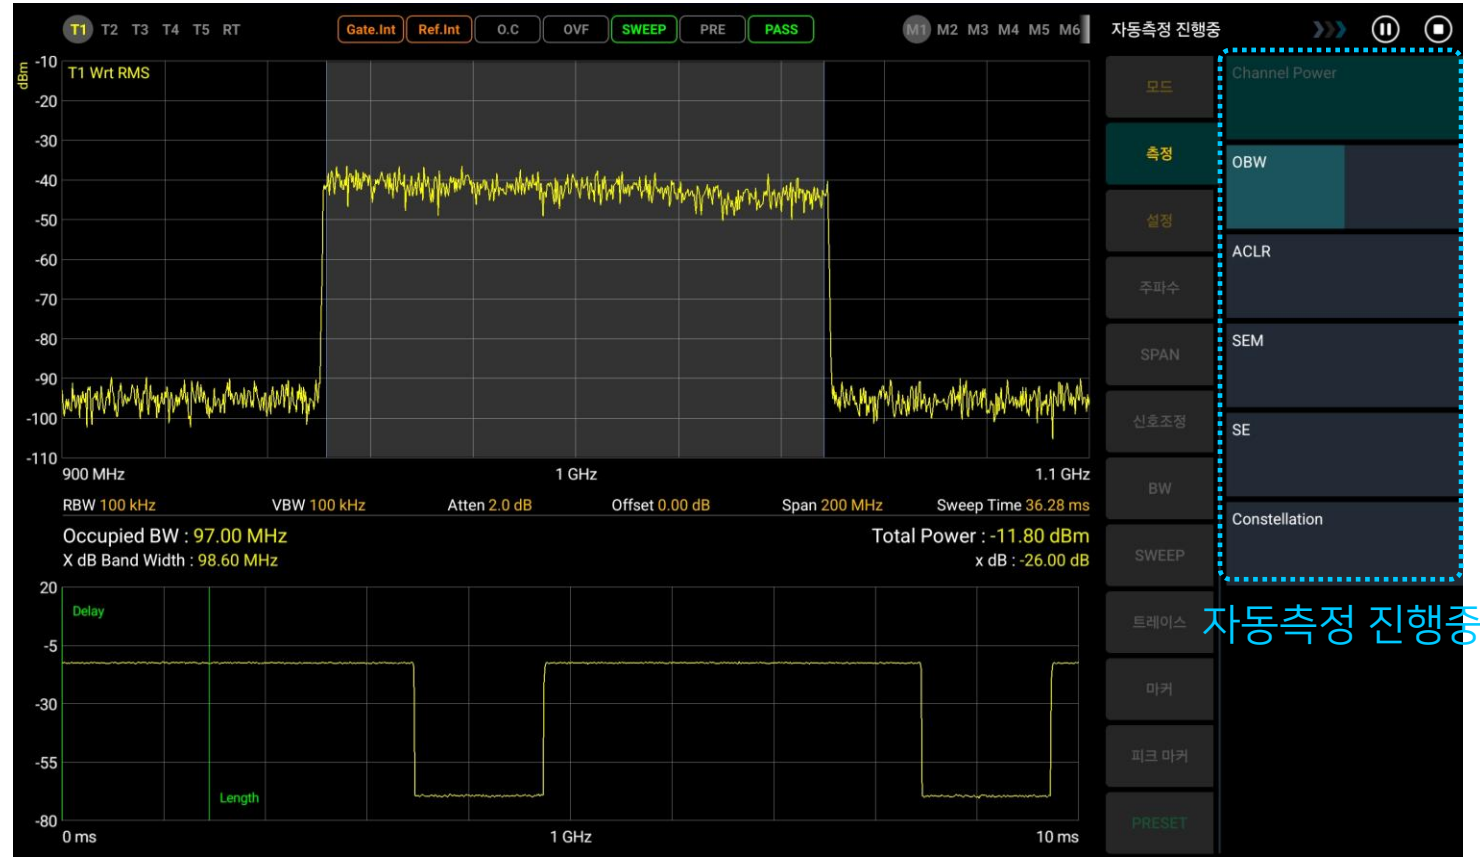 T1 T2 T3 T4 T5 RT Gate.Int Ref.Int O.C OVF SWEEP PRE PASS M1 M2 M3 M4 M5 M6 자동측정 진행중
dBm
T1 Wrt RMS
-10
-20
-30
-40
-50
-60
-70
-80
-90
-100
-110
900 MHz 1 GHz 1.1 GHz
RBW 100 kHz VBW 100 kHz Atten 2.0 dB Offset 0.00 dB Span 200 MHz Sweep Time 36.28 ms
Occupied BW : 97.00 MHz Total Power : -11.80 dBm
X dB Band Width : 98.60 MHz x dB : -26.00 dB
20
-5
-30
-55
-80
Delay
Length
0 ms 1 GHz 10 ms
모드
측정
설정
주파수
SPAN
신호조정
BW
SWEEP
트레이스
마커
피크 마커
PRESET
Channel Power
OBW
ACLR
SEM
SE
Constellation
자동측정 진행중